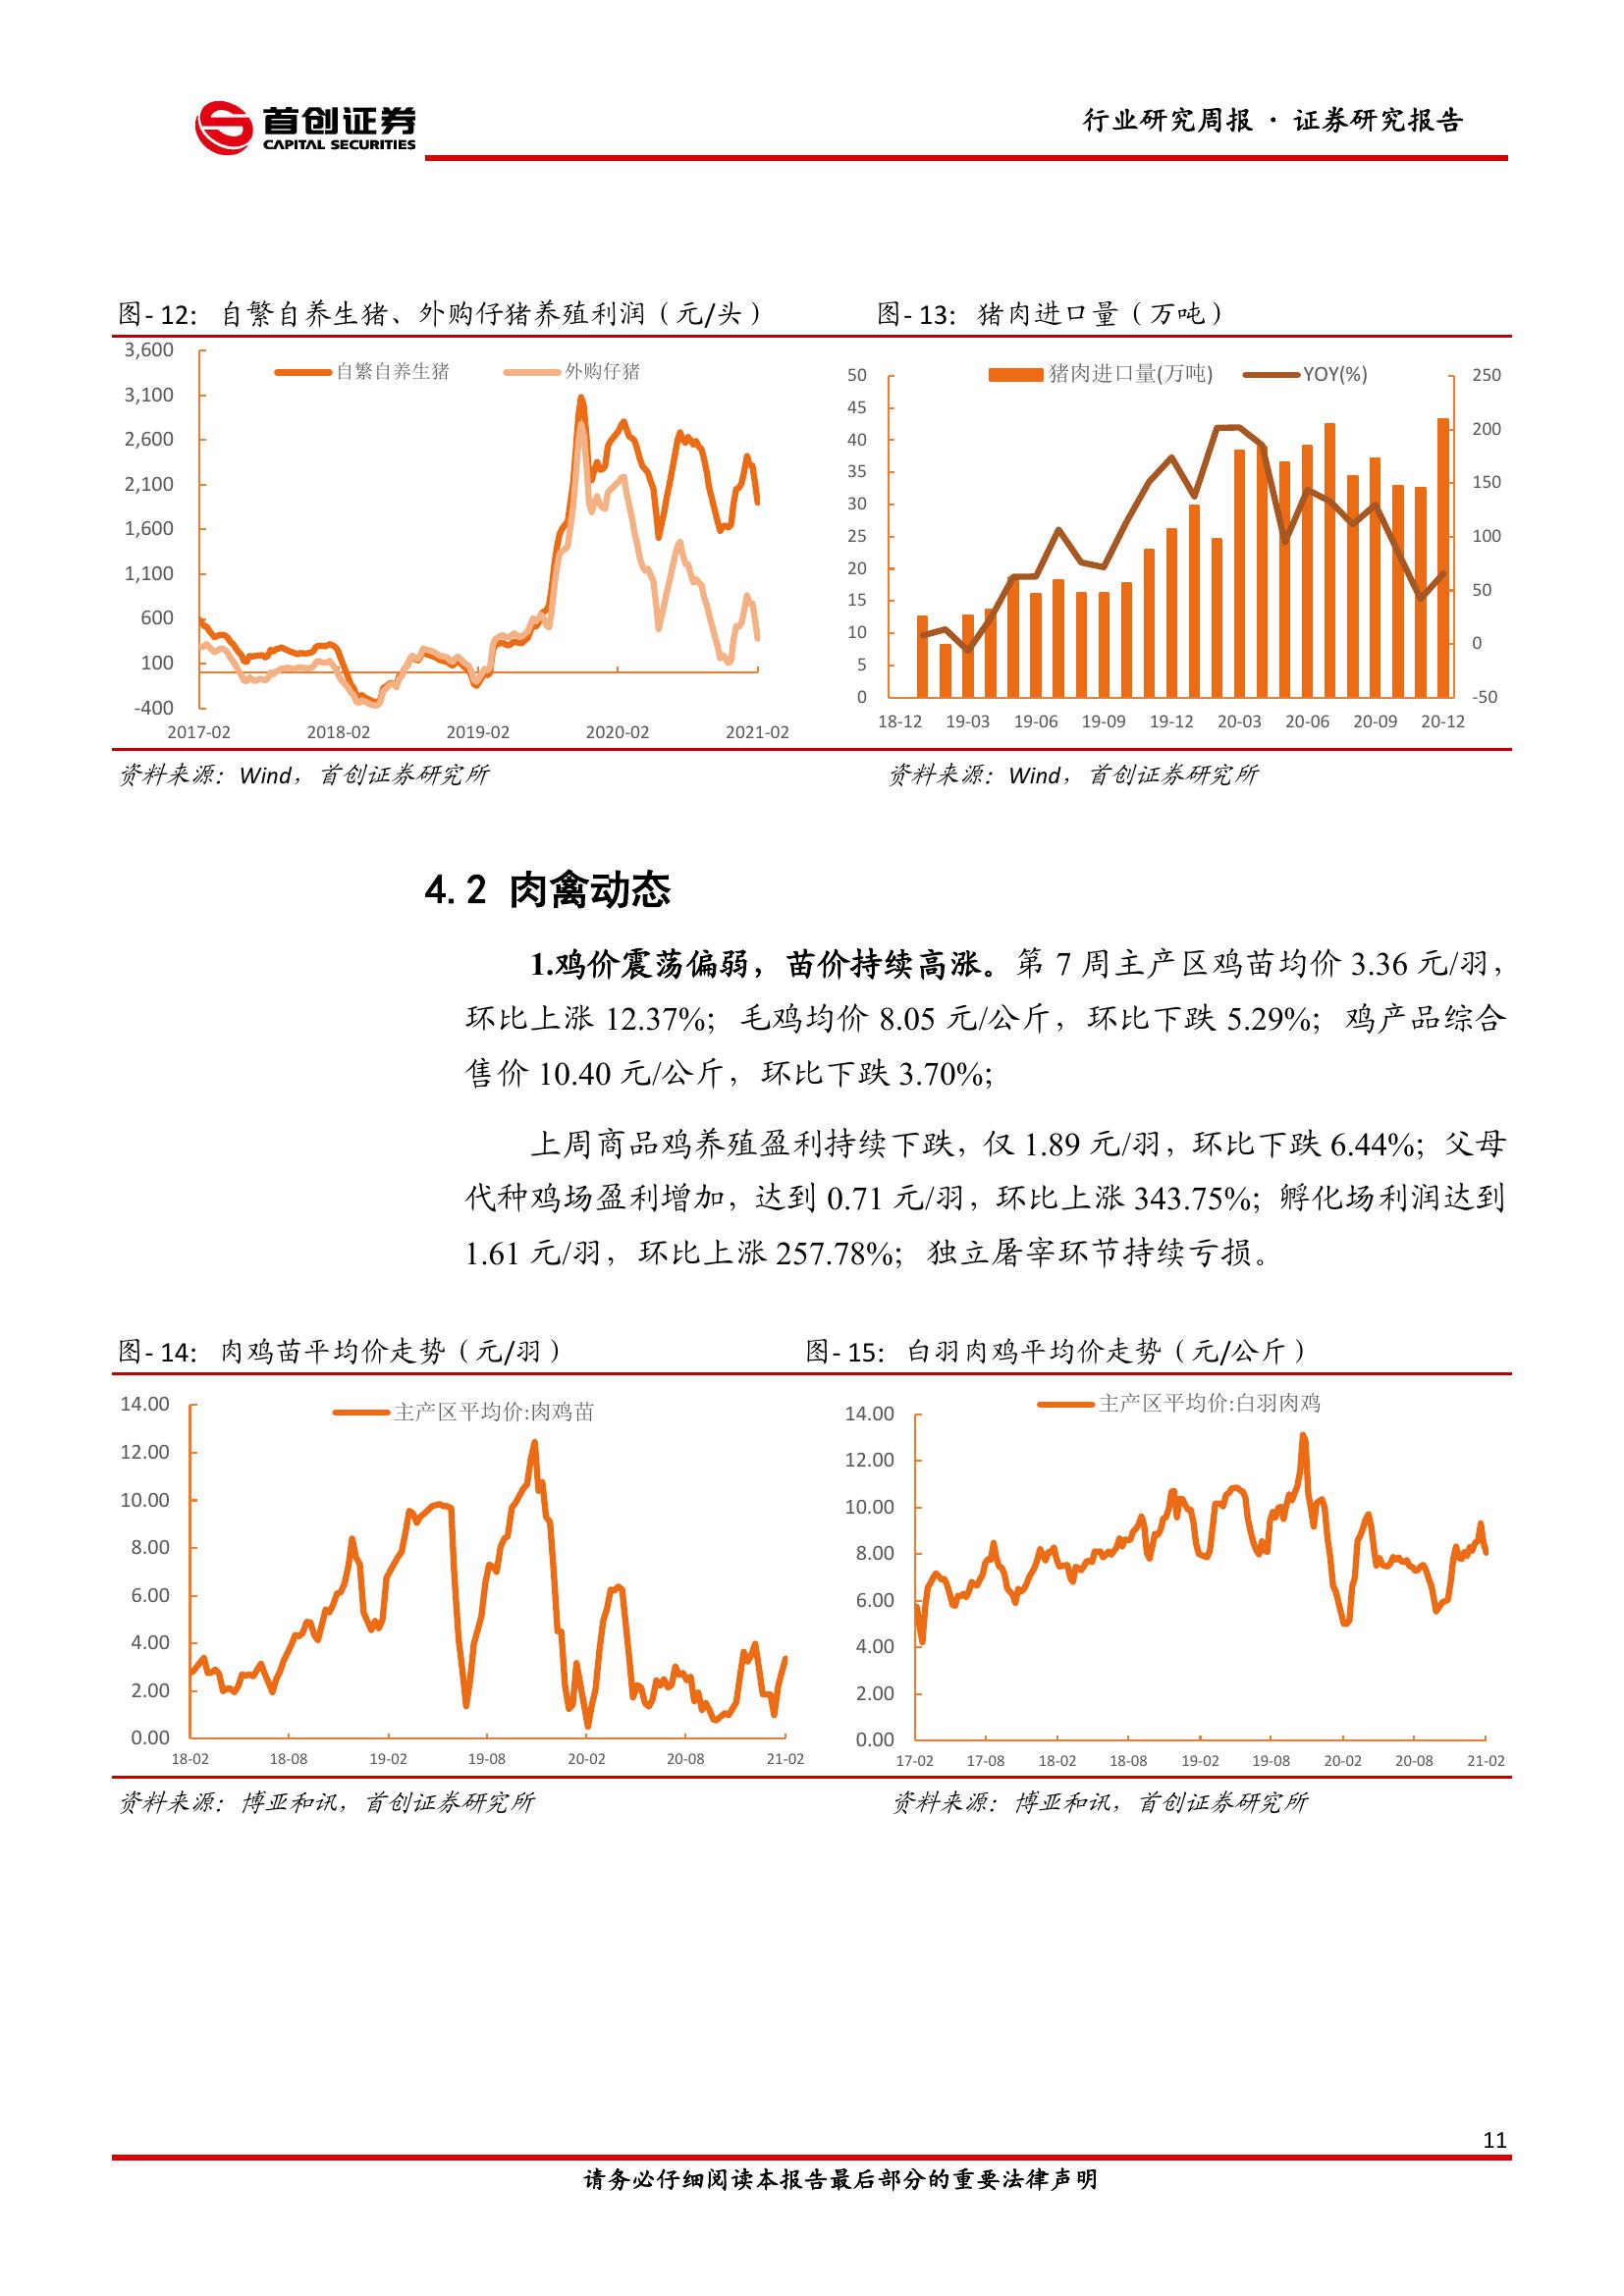 首创证券
CAPITAL SECURITIES
行业研究周报 · 证券研究报告
图- 12: 自繁自养生猪、外购仔猪养殖利润（元/头）
3,600
3,100
2,600
2,100
1,600
1,100
600
100
-400
自繁自养生猪 外购仔猪
2017-02 2018-02 2019-02 2020-02 2021-02
资料来源：Wind，首创证券研究所
图- 13: 猪肉进口量（万吨）
猪肉进口量(万吨) YOY(%)
50
45
40
35
30
25
20
15
10
5
0
250
200
150
100
50
0
-50
18-12 19-03 19-06 19-09 19-12 20-03 20-06 20-09 20-12
资料来源：Wind，首创证券研究所
4.2 肉禽动态
1.鸡价震荡偏弱，苗价持续高涨。第 7 周主产区鸡苗均价 3.36 元/羽，
环比上涨 12.37%；毛鸡均价 8.05 元/公斤，环比下跌 5.29%；鸡产品综合
售价 10.40 元/公斤，环比下跌 3.70%;
上周商品鸡养殖盈利持续下跌，仅 1.89 元/羽，环比下跌 6.44%；父母
代种鸡场盈利增加，达到 0.71 元/羽，环比上涨 343.75%；孵化场利润达到
1.61 元/羽，环比上涨 257.78%；独立屠宰环节持续亏损。
图- 14: 肉鸡苗平均价走势（元/羽）
主产区平均价:肉鸡苗
14.00
12.00
10.00
8.00
6.00
4.00
2.00
0.00
18-02 18-08 19-02 19-08 20-02 20-08 21-02
资料来源：博亚和讯，首创证券研究所
图- 15: 白羽肉鸡平均价走势（元/公斤）
主产区平均价:白羽肉鸡
14.00
12.00
10.00
8.00
6.00
4.00
2.00
0.00
17-02 17-08 18-02 18-08 19-02 19-08 20-02 20-08 21-02
资料来源：博亚和讯，首创证券研究所
11
请务必仔细阅读本报告最后部分的重要法律声明